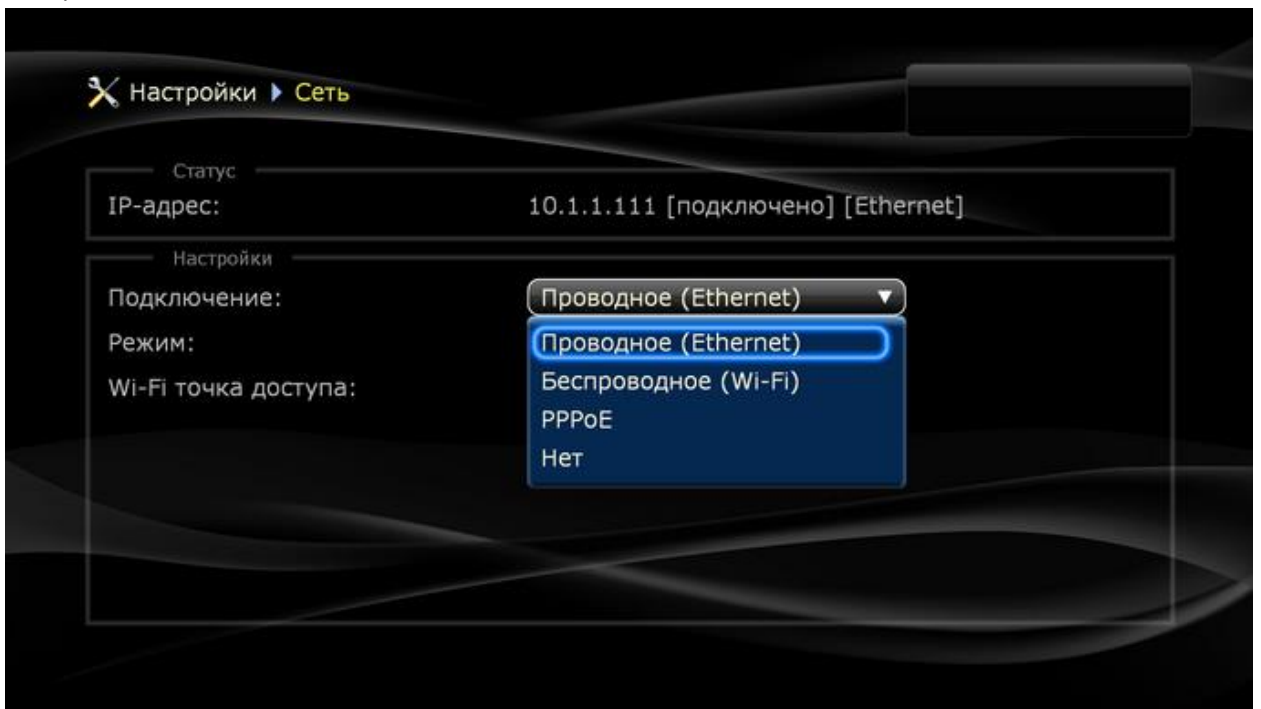 Настройки Сеть
Статус
IP-адрес: 10.1.1.111 [подключено] [Ethernet]
Настройки
Подключение: Проводное (Ethernet)
Режим: Проводное (Ethernet)
Wi-Fi точка доступа: Беспроводное (Wi-Fi)
PPPoE
Нет